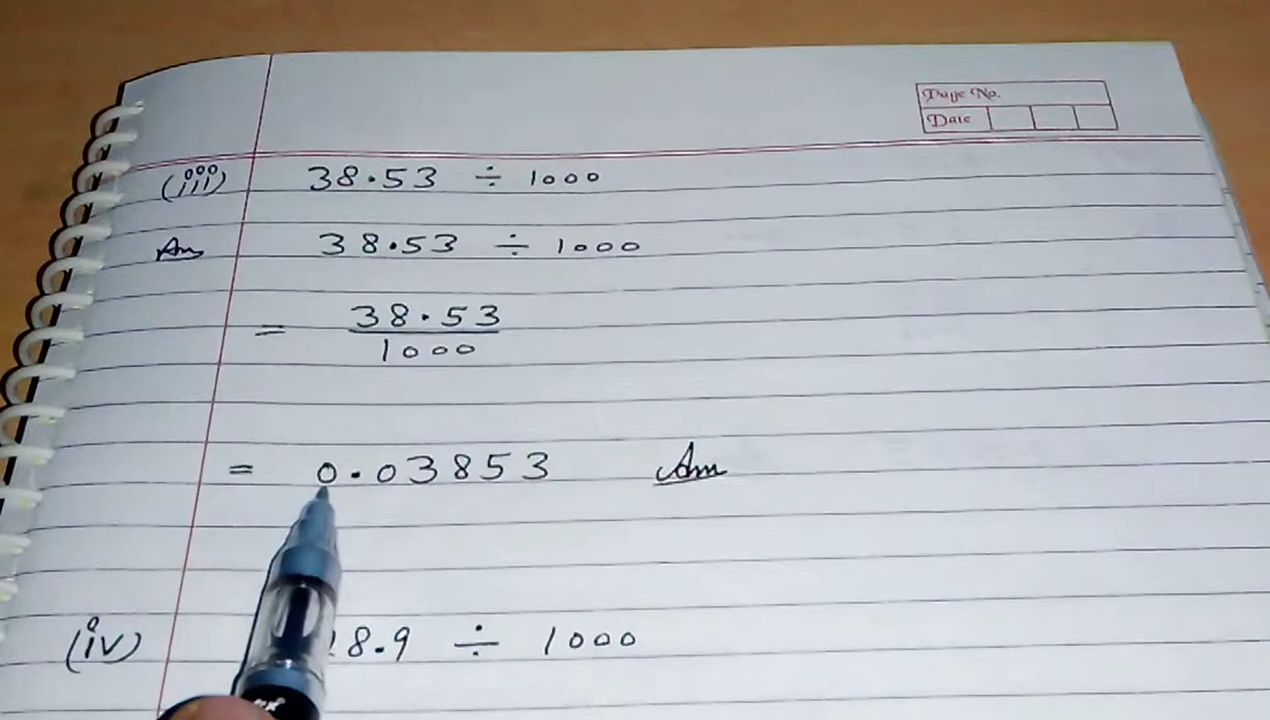 Page No.
Date
(iii) 38.53 ÷ 1000
Ans 38.53 ÷ 1000
= 38.53
1000
= 0.03853 Ans
(iv) 8.9 ÷ 1000